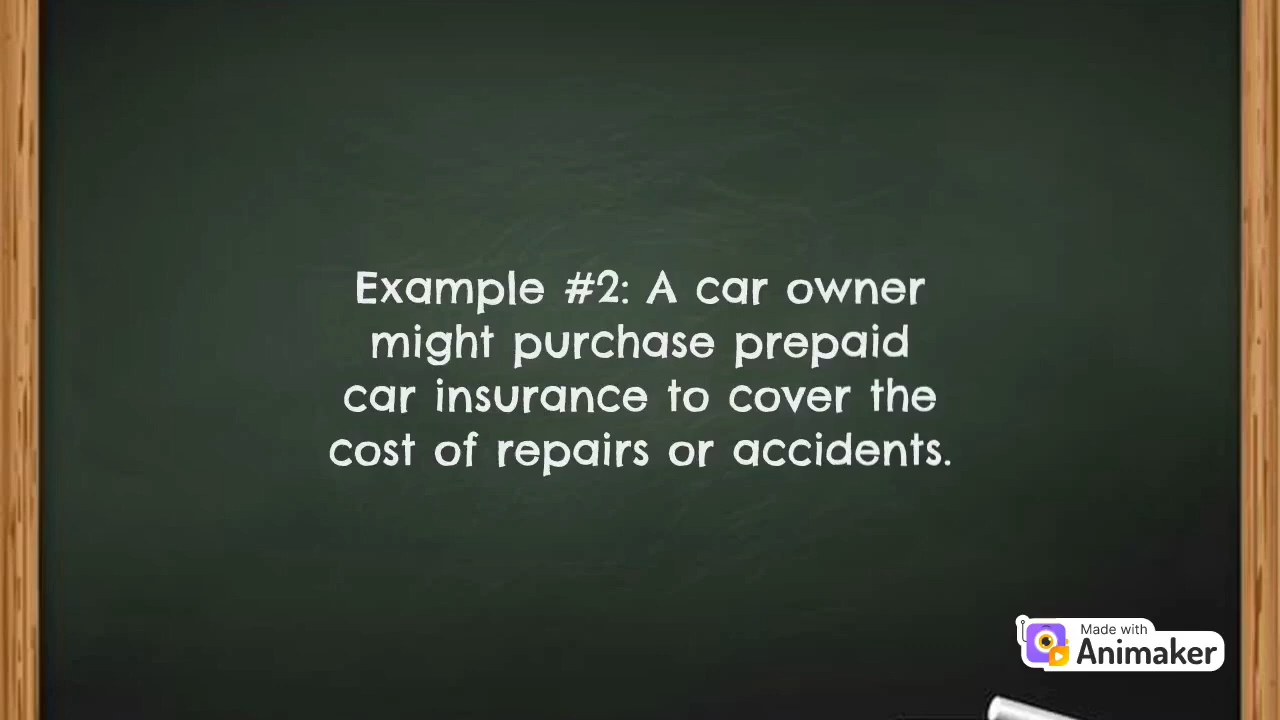 Example #2: A car owner
might purchase prepaid
car insurance to cover the
cost of repairs or accidents.
Made with
Animaker